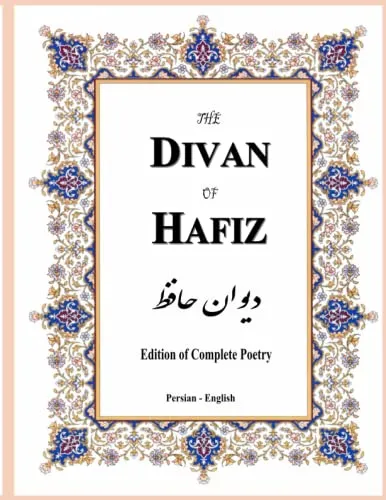 THE
DIVAN
OF
HAFIZ
دیوان حافظ
Edition of Complete Poetry
Persian - English